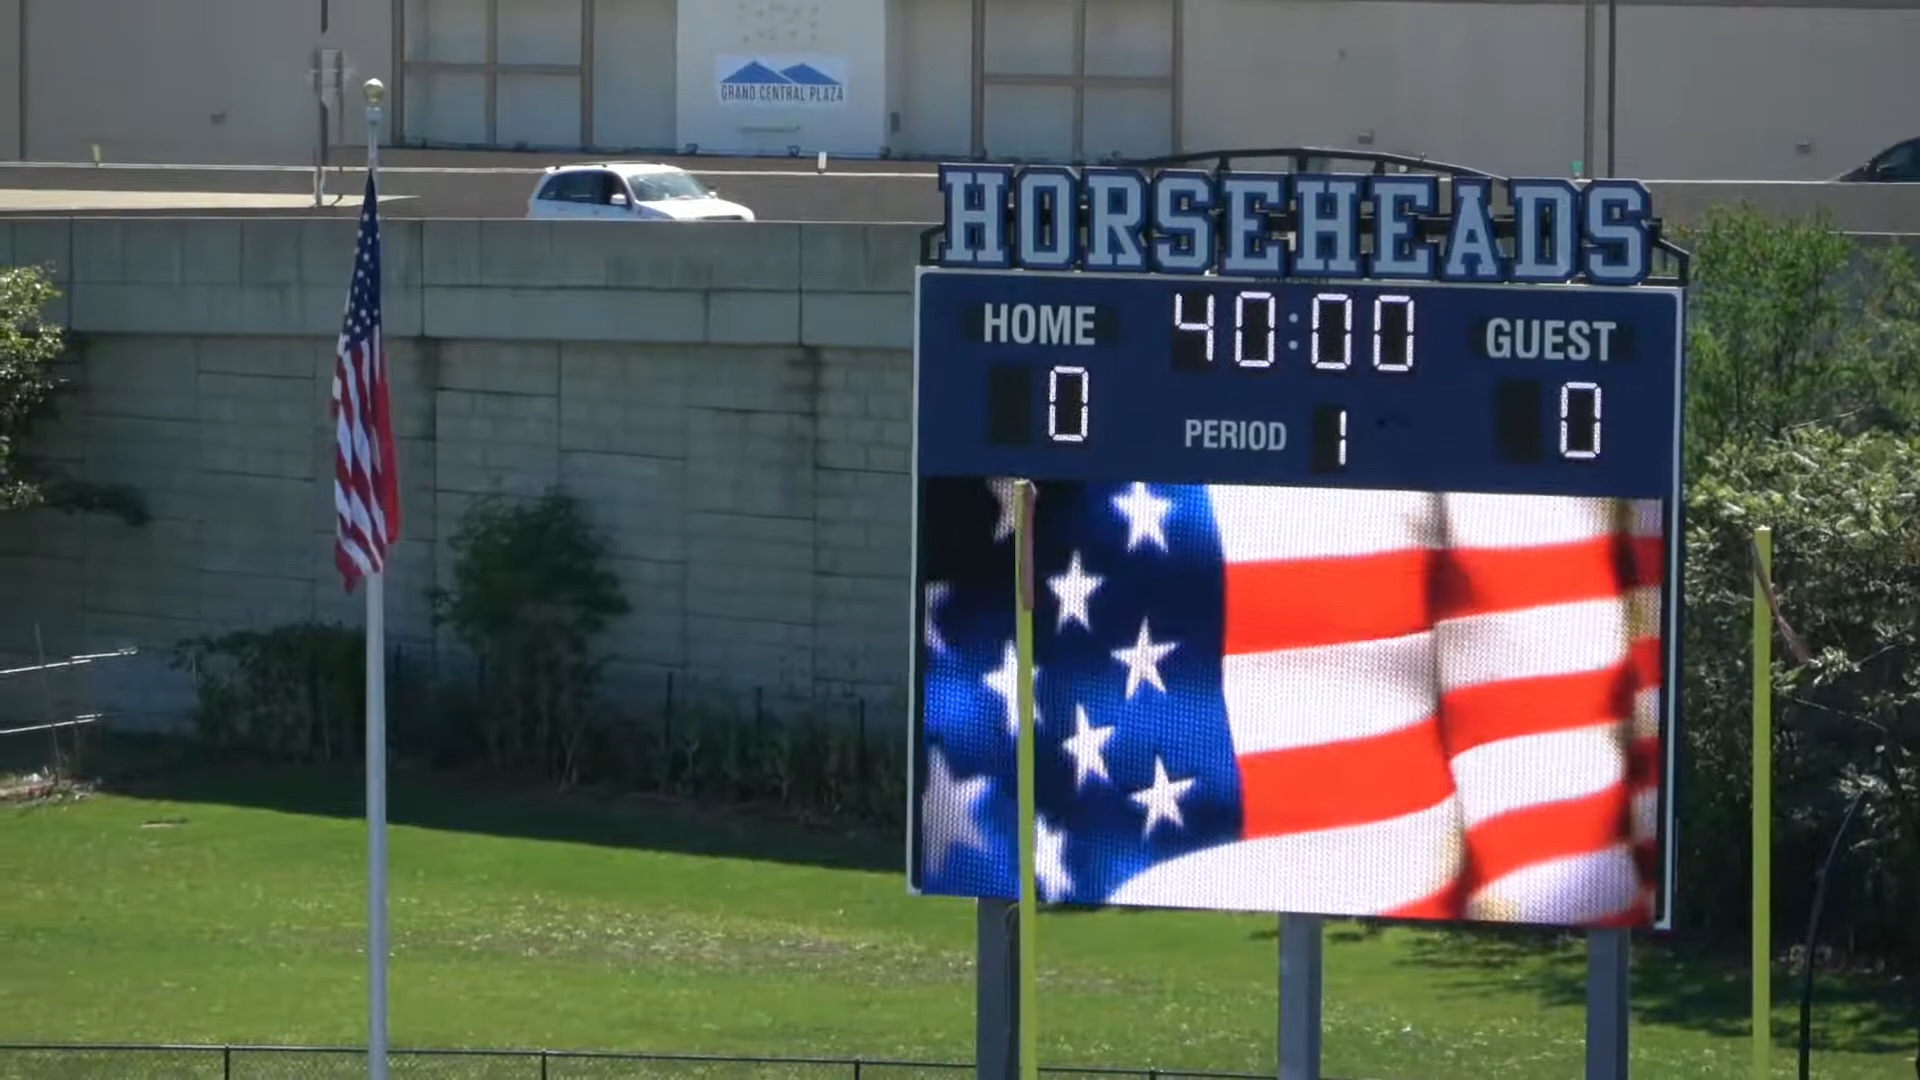 GRAND CENTRAL PLAZA
HORSEHEADS
HOME 40:00 GUEST
0 PERIOD 1 0